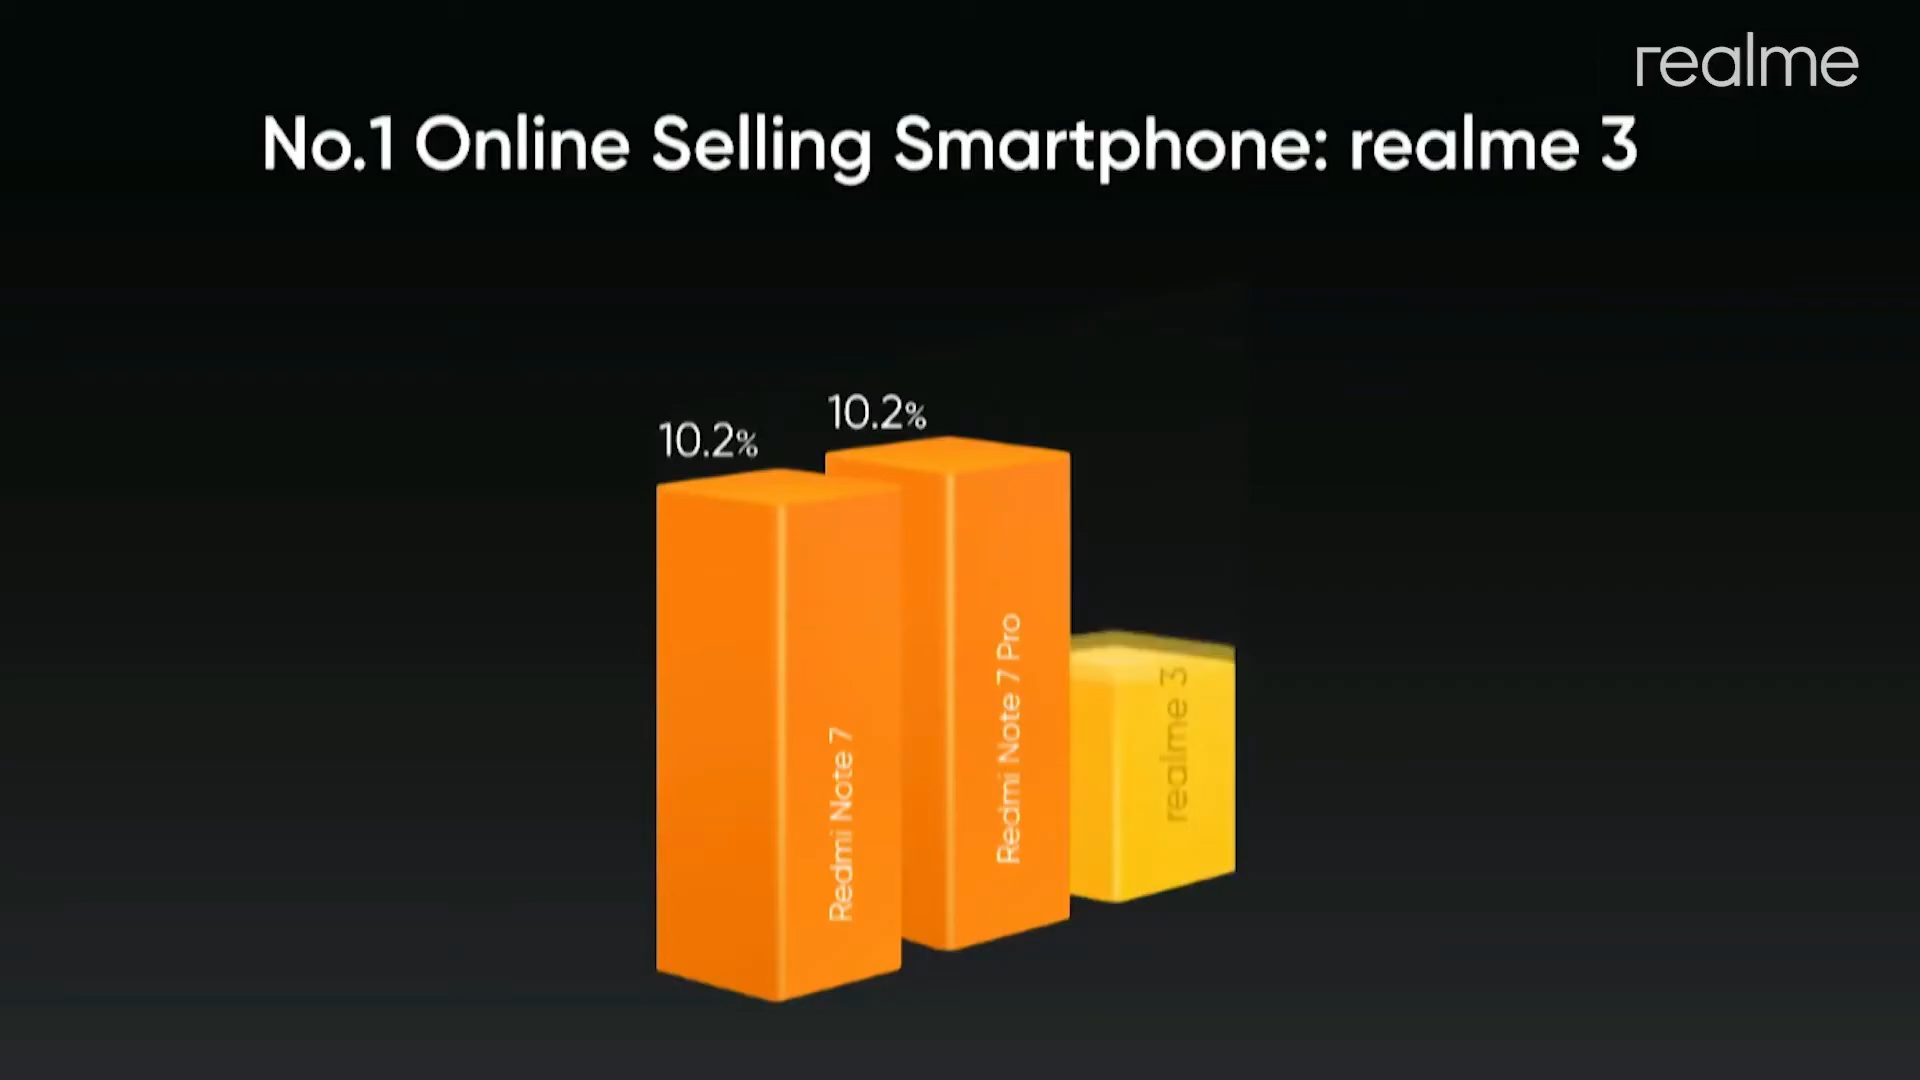 realme
No.1 Online Selling Smartphone: realme 3
10.2%
10.2%
Redmi Note 7
Redmi Note 7 Pro
realme 3